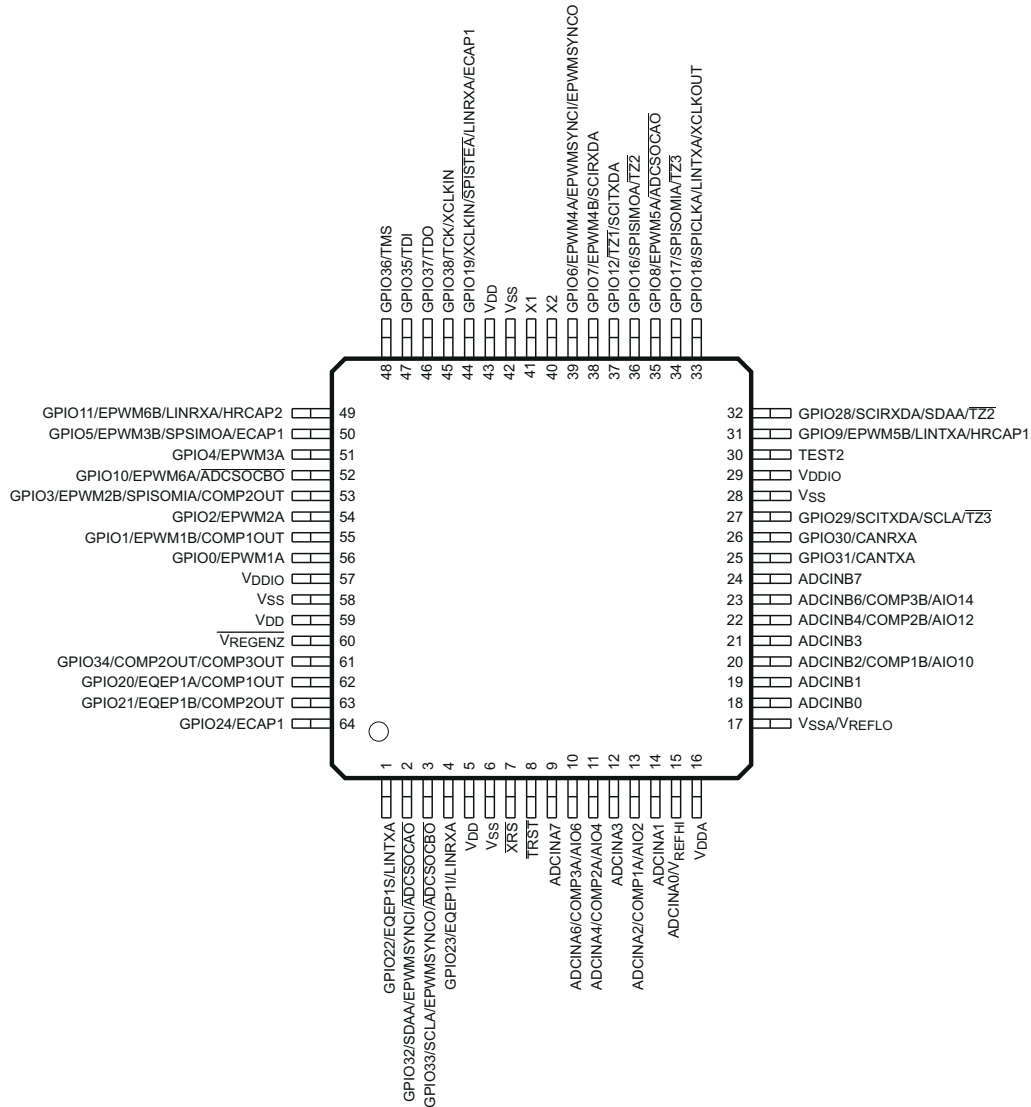 GPIO36/TMS
GPIO35/TDI
GPIO37/TDO
GPIO38/TCK/XCLKIN
GPIO19/XCLKIN/SPISTEA/LINRXA/ECAP1
VDD
VSS
X1
X2
GPIO6/EPWM4A/EPWMSYNCI/EPWMSYNCO
GPIO7/EPWM4B/SCIRXDA
GPIO12/TZ1/SCITXDA
GPIO16/SPISIMOA/TZ2
GPIO8/EPWM5A/ADCSOCAO
GPIO17/SPISOMIA/TZ3
GPIO18/SPICLKA/LINTXA/XCLKOUT
48
47
46
45
44
43
42
41
40
39
38
37
36
35
34
33
GPIO11/EPWM6B/LINRXA/HRCAP2 49
GPIO5/EPWM3B/SPSIMOA/ECAP1 50
GPIO4/EPWM3A 51
GPIO10/EPWM6A/ADCSOCBO 52
GPIO3/EPWM2B/SPISOMIA/COMP2OUT 53
GPIO2/EPWM2A 54
GPIO1/EPWM1B/COMP1OUT 55
GPIO0/EPWM1A 56
VDDIO 57
VSS 58
VDD 59
VREGENZ 60
GPIO34/COMP2OUT/COMP3OUT 61
GPIO20/EQEP1A/COMP1OUT 62
GPIO21/EQEP1B/COMP2OUT 63
GPIO24/ECAP1 64
32 GPIO28/SCIRXDA/SDAA/TZ2
31 GPIO9/EPWM5B/LINTXA/HRCAP1
30 TEST2
29 VDDIO
28 VSS
27 GPIO29/SCITXDA/SCLA/TZ3
26 GPIO30/CANRXA
25 GPIO31/CANTXA
24 ADCINB7
23 ADCINB6/COMP3B/AIO14
22 ADCINB4/COMP2B/AIO12
21 ADCINB3
20 ADCINB2/COMP1B/AIO10
19 ADCINB1
18 ADCINB0
17 VSSA/VREFLO
1
2
3
4
5
6
7
8
9
10
11
12
13
14
15
16
GPIO22/EQEP1S/LINTXA
GPIO32/SDAA/EPWMSYNCI/ADCSOCAO
GPIO33/SCLA/EPWMSYNCO/ADCSOCBO
GPIO23/EQEP1I/LINRXA
VDD
VSS
XRS
TRST
ADCINA7
ADCINA6/COMP3A/AIO6
ADCINA4/COMP2A/AIO4
ADCINA3
ADCINA2/COMP1A/AIO2
ADCINA1
ADCINA0/VREFHI
VDDA